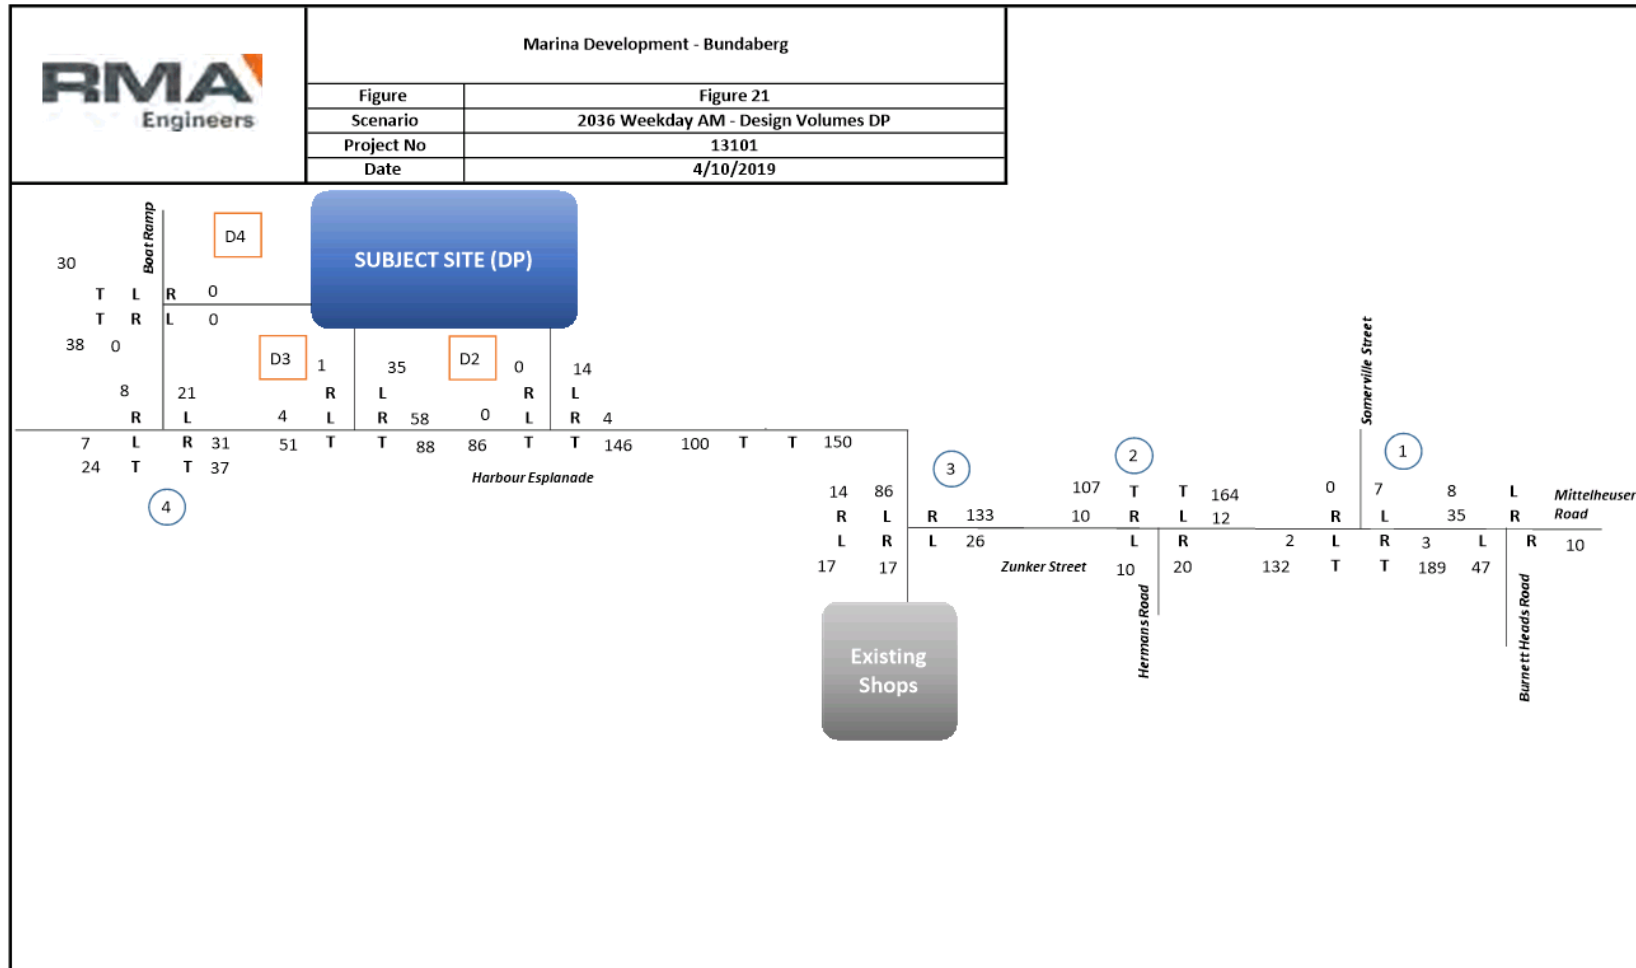 RMA
Engineers
Marina Development - Bundaberg
Figure Figure 21
Scenario 2036 Weekday AM - Design Volumes DP
Project No 13101
Date 4/10/2019
Boat Ramp
D4
SUBJECT SITE (DP)
30
T L R 0
T R L 0
38 0
D3 1 35 D2 0 14
8 21 R L R L
R L 4 L R 58 0 L R 4
7 L R 31 51 T T 88 86 T T 146 100 T T 150
24 T T 37
Harbour Esplanade
4
Somerville Street
3 2 1
14 86 107 T T 164 0 7 8 L Mittelheuser
R L R 133 10 R L 12 R L 35 R Road
L R L 26 L R 2 L R 3 L R 10
17 17 Zunker Street 10 20 132 T T 189 47
Hermans Road
Burnett Heads Road
Existing
Shops